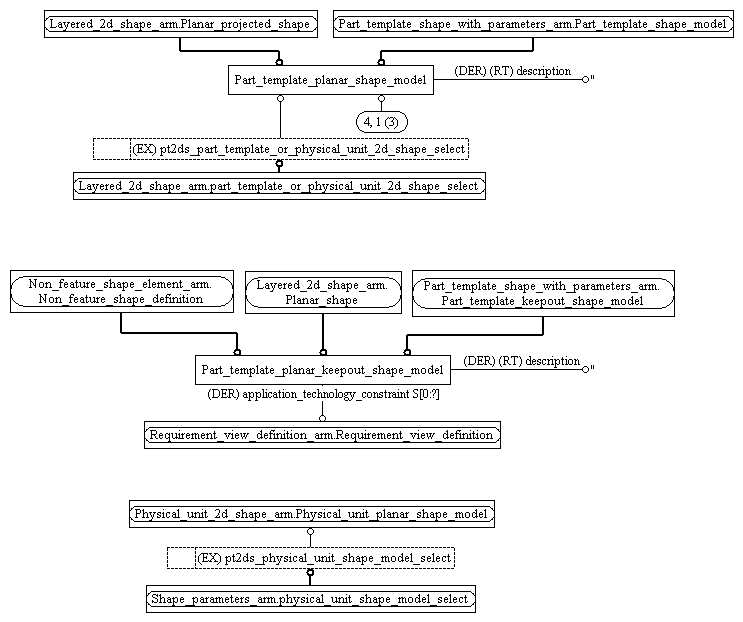 Layered_2d_shape_arm.Planar_projected_shape
Part_template_shape_with_parameters_arm.Part_template_shape_model
Part_template_planar_shape_model
(DER) (RT) description
"
4, 1 (3)
(EX) pt2ds_part_template_or_physical_unit_2d_shape_select
Layered_2d_shape_arm.part_template_or_physical_unit_2d_shape_select
Non_feature_shape_element_arm.
Non_feature_shape_definition
Layered_2d_shape_arm.
Planar_shape
Part_template_shape_with_parameters_arm.
Part_template_keepout_shape_model
Part_template_planar_keepout_shape_model
(DER) (RT) description
"
(DER) application_technology_constraint S[0:?]
Requirement_view_definition_arm.Requirement_view_definition
Physical_unit_2d_shape_arm.Physical_unit_planar_shape_model
(EX) pt2ds_physical_unit_shape_model_select
Shape_parameters_arm.physical_unit_shape_model_select